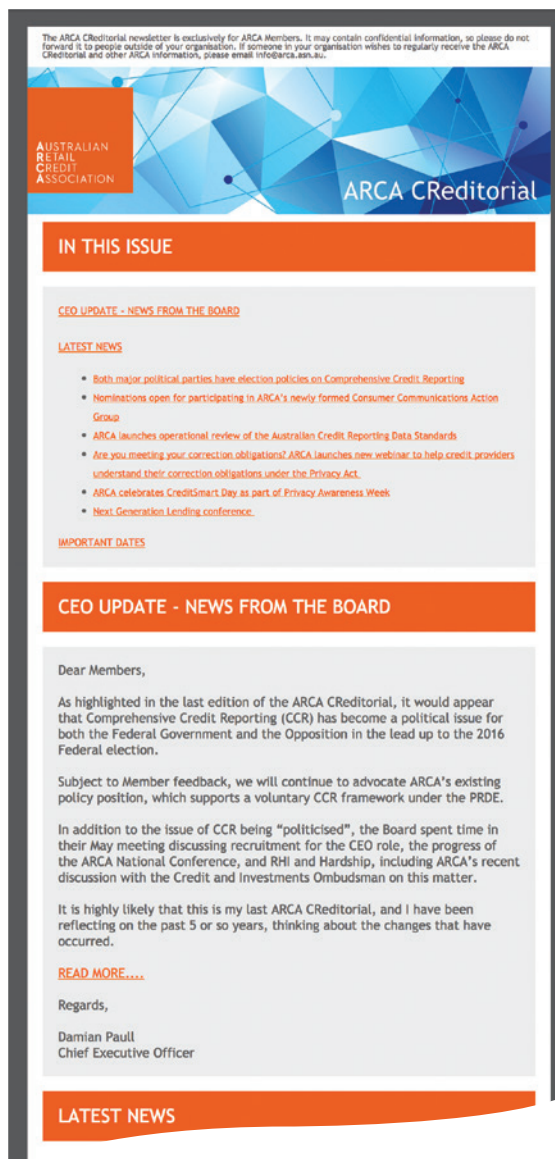 The ARCA CReditorial newsletter is exclusively for ARCA Members. It may contain confidential information, so please do not
forward it to people outside of your organisation. If someone in your organisation wishes to regularly receive the ARCA
CReditorial and other ARCA information, please email info@arca.asn.au.
AUSTRALIAN
RETAIL
CREDIT
ASSOCIATION
ARCA CReditorial
IN THIS ISSUE
CEO UPDATE - NEWS FROM THE BOARD
LATEST NEWS
• Both major political parties have election policies on Comprehensive Credit Reporting
• Nominations open for participating in ARCA's newly formed Consumer Communications Action
Group
• ARCA launches operational review of the Australian Credit Reporting Data Standards
• Are you meeting your correction obligations? ARCA launches new webinar to help credit providers
understand their correction obligations under the Privacy Act.
• ARCA celebrates CreditSmart Day as part of Privacy Awareness Week
• Next Generation Lending conference
IMPORTANT DATES
CEO UPDATE - NEWS FROM THE BOARD
Dear Members,
As highlighted in the last edition of the ARCA CReditorial, it would appear
that Comprehensive Credit Reporting (CCR) has become a political issue for
both the Federal Government and the Opposition in the lead up to the 2016
Federal election.
Subject to Member feedback, we will continue to advocate ARCA's existing
policy position, which supports a voluntary CCR framework under the PRDE.
In addition to the issue of CCR being "politicised", the Board spent time in
their May meeting discussing recruitment for the CEO role, the progress of
the ARCA National Conference, and RHI and Hardship, including ARCA's recent
discussion with the Credit and Investments Ombudsman on this matter.
It is highly likely that this is my last ARCA CReditorial, and I have been
reflecting on the past 5 or so years, thinking about the changes that have
occurred.
READ MORE....
Regards,
Damian Paull
Chief Executive Officer
LATEST NEWS